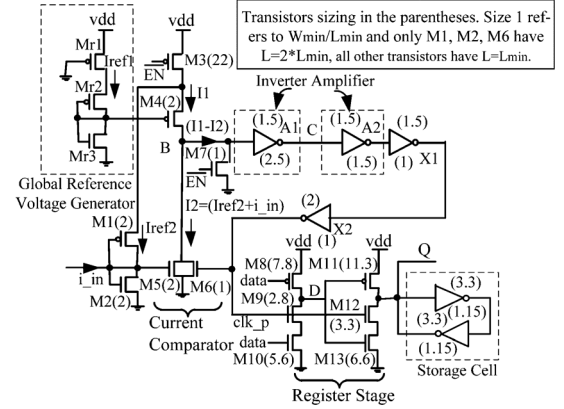 Transistors sizing in the parentheses. Size 1 ref-
ers to Wmin/Lmin and only M1, M2, M6 have
L=2*Lmin, all other transistors have L=Lmin.
vdd
vdd
Mr1
Iref1
Mr2
Mr3
Global Reference
Voltage Generator
M3(22)
EN
I1
M4(2)
(I1-I2)
B
M7(1)
EN
Inverter Amplifier
(1.5)
A1
(2.5)
C
(1.5)
A2
(1.5)
(1.5)
(1)
X1
M1(2)
Iref2
I2=(Iref2+i_in)
(2)
X2
(1)
i_in
M2(2)
M5(2)
M6(1)
Current
Comparator
vdd
vdd
M8(7.8)
M11(11.3)
data
D
M9(2.8)
M12
clk_p
(3.3)
data
M10(5.6)
M13(6.6)
Register Stage
Q
(3.3)
(3.3)
(1.15)
(1.15)
Storage Cell